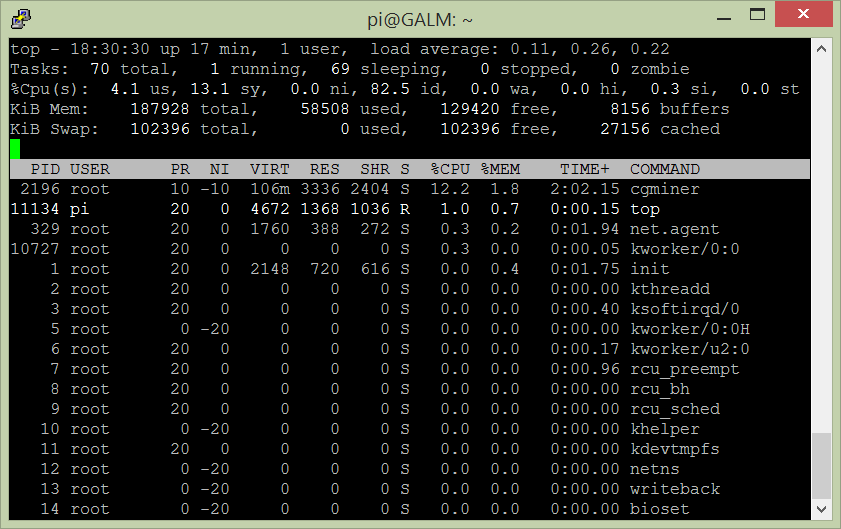 pi@GALM: ~
top - 18:30:30 up 17 min,  1 user,  load average: 0.11, 0.26, 0.22
Tasks:  70 total,   1 running,  69 sleeping,   0 stopped,   0 zombie
%Cpu(s):  4.1 us, 13.1 sy,  0.0 ni, 82.5 id,  0.0 wa,  0.0 hi,  0.3 si,  0.0 st
KiB Mem:    187928 total,    58508 used,   129420 free,     8156 buffers
KiB Swap:   102396 total,        0 used,   102396 free,    27156 cached
  PID USER      PR  NI  VIRT  RES  SHR S  %CPU %MEM    TIME+  COMMAND
 2196 root      10 -10  106m 3336 2404 S  12.2  1.8   2:02.15 cgminer
11134 pi        20   0  4672 1368 1036 R   1.0  0.7   0:00.15 top
  329 root      20   0  1760  388  272 S   0.3  0.2   0:01.94 net.agent
10727 root      20   0     0    0    0 S   0.3  0.0   0:00.05 kworker/0:0
    1 root      20   0  2148  720  616 S   0.0  0.4   0:01.75 init
    2 root      20   0     0    0    0 S   0.0  0.0   0:00.00 kthreadd
    3 root      20   0     0    0    0 S   0.0  0.0   0:00.40 ksoftirqd/0
    5 root       0 -20     0    0    0 S   0.0  0.0   0:00.00 kworker/0:0H
    6 root      20   0     0    0    0 S   0.0  0.0   0:00.17 kworker/u2:0
    7 root      20   0     0    0    0 S   0.0  0.0   0:00.96 rcu_preempt
    8 root      20   0     0    0    0 S   0.0  0.0   0:00.00 rcu_bh
    9 root      20   0     0    0    0 S   0.0  0.0   0:00.00 rcu_sched
   10 root       0 -20     0    0    0 S   0.0  0.0   0:00.00 khelper
   11 root      20   0     0    0    0 S   0.0  0.0   0:00.00 kdevtmpfs
   12 root       0 -20     0    0    0 S   0.0  0.0   0:00.00 netns
   13 root       0 -20     0    0    0 S   0.0  0.0   0:00.00 writeback
   14 root       0 -20     0    0    0 S   0.0  0.0   0:00.00 bioset